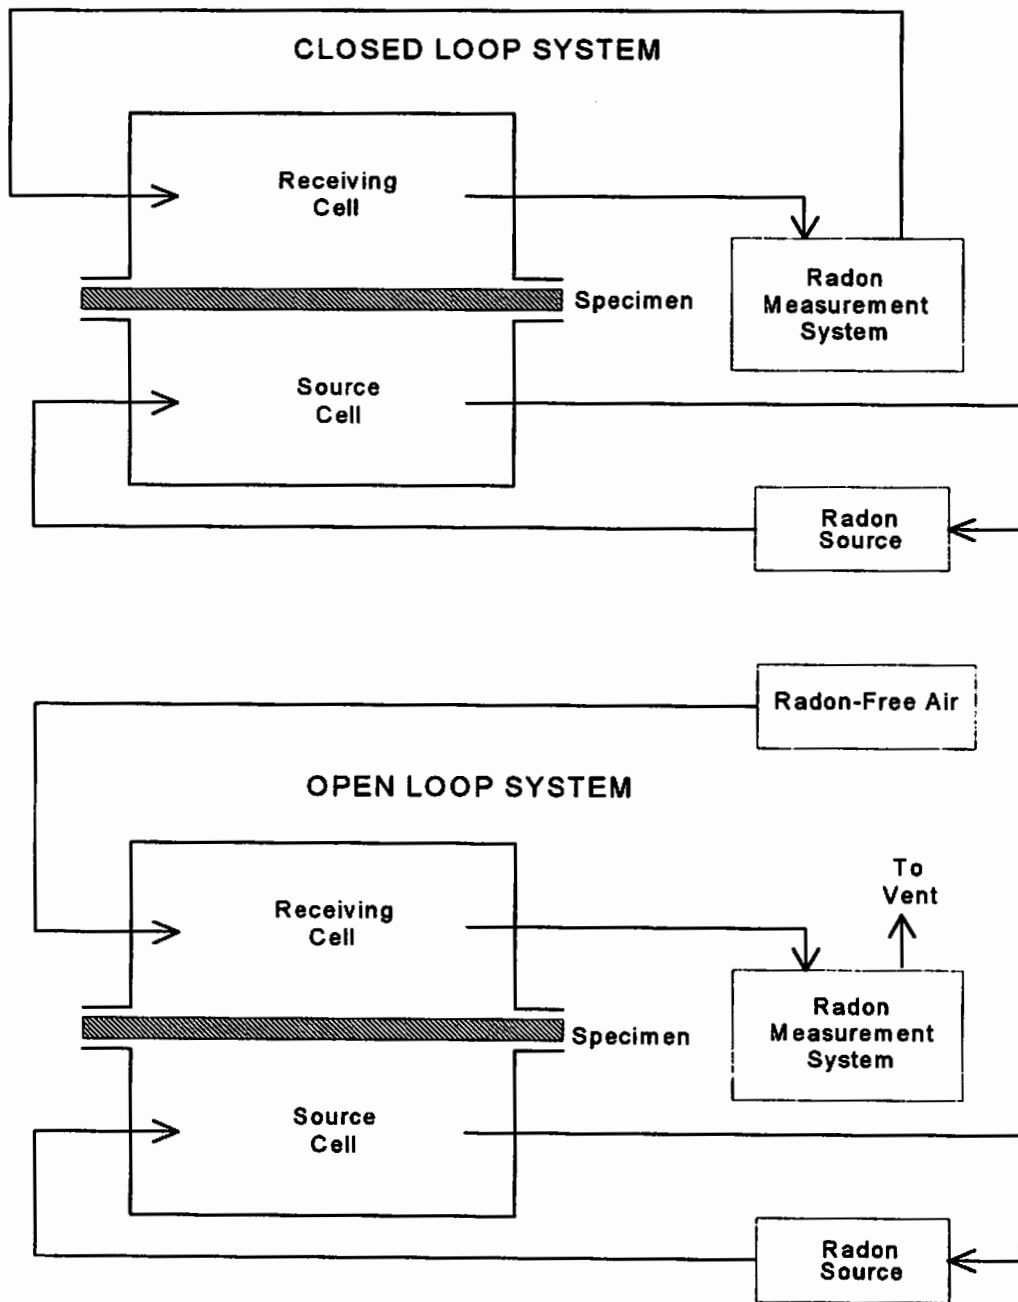 CLOSED LOOP SYSTEM
Receiving
Cell
Radon
Measurement
System
Specimen
Source
Cell
Radon
Source
Radon-Free Air
OPEN LOOP SYSTEM
To
Vent
Receiving
Cell
Radon
Measurement
System
Specimen
Source
Cell
Radon
Source